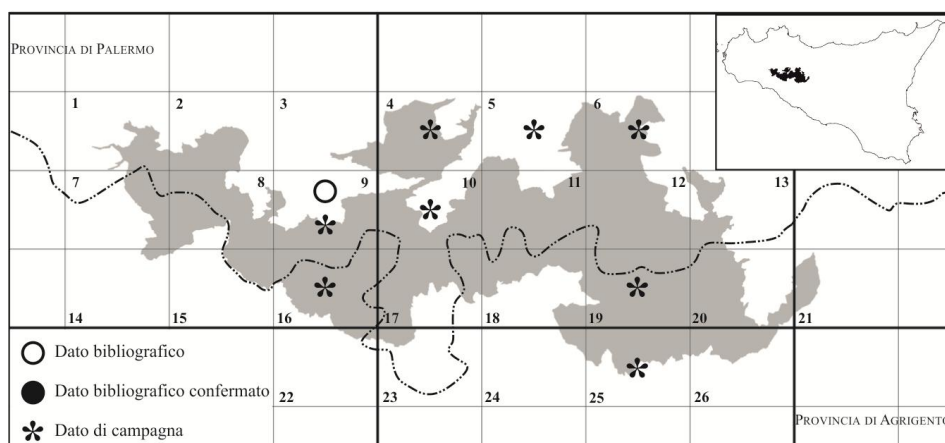 PROVINCIA DI PALERMO
1 2 3 4 5 6
7 8 9 10 11 12 13
14 15 16 17 18 19 20 21
Dato bibliografico
Dato bibliografico confermato
22 23 24 25 26
PROVINCIA DI AGRIGENTO
Dato di campagna